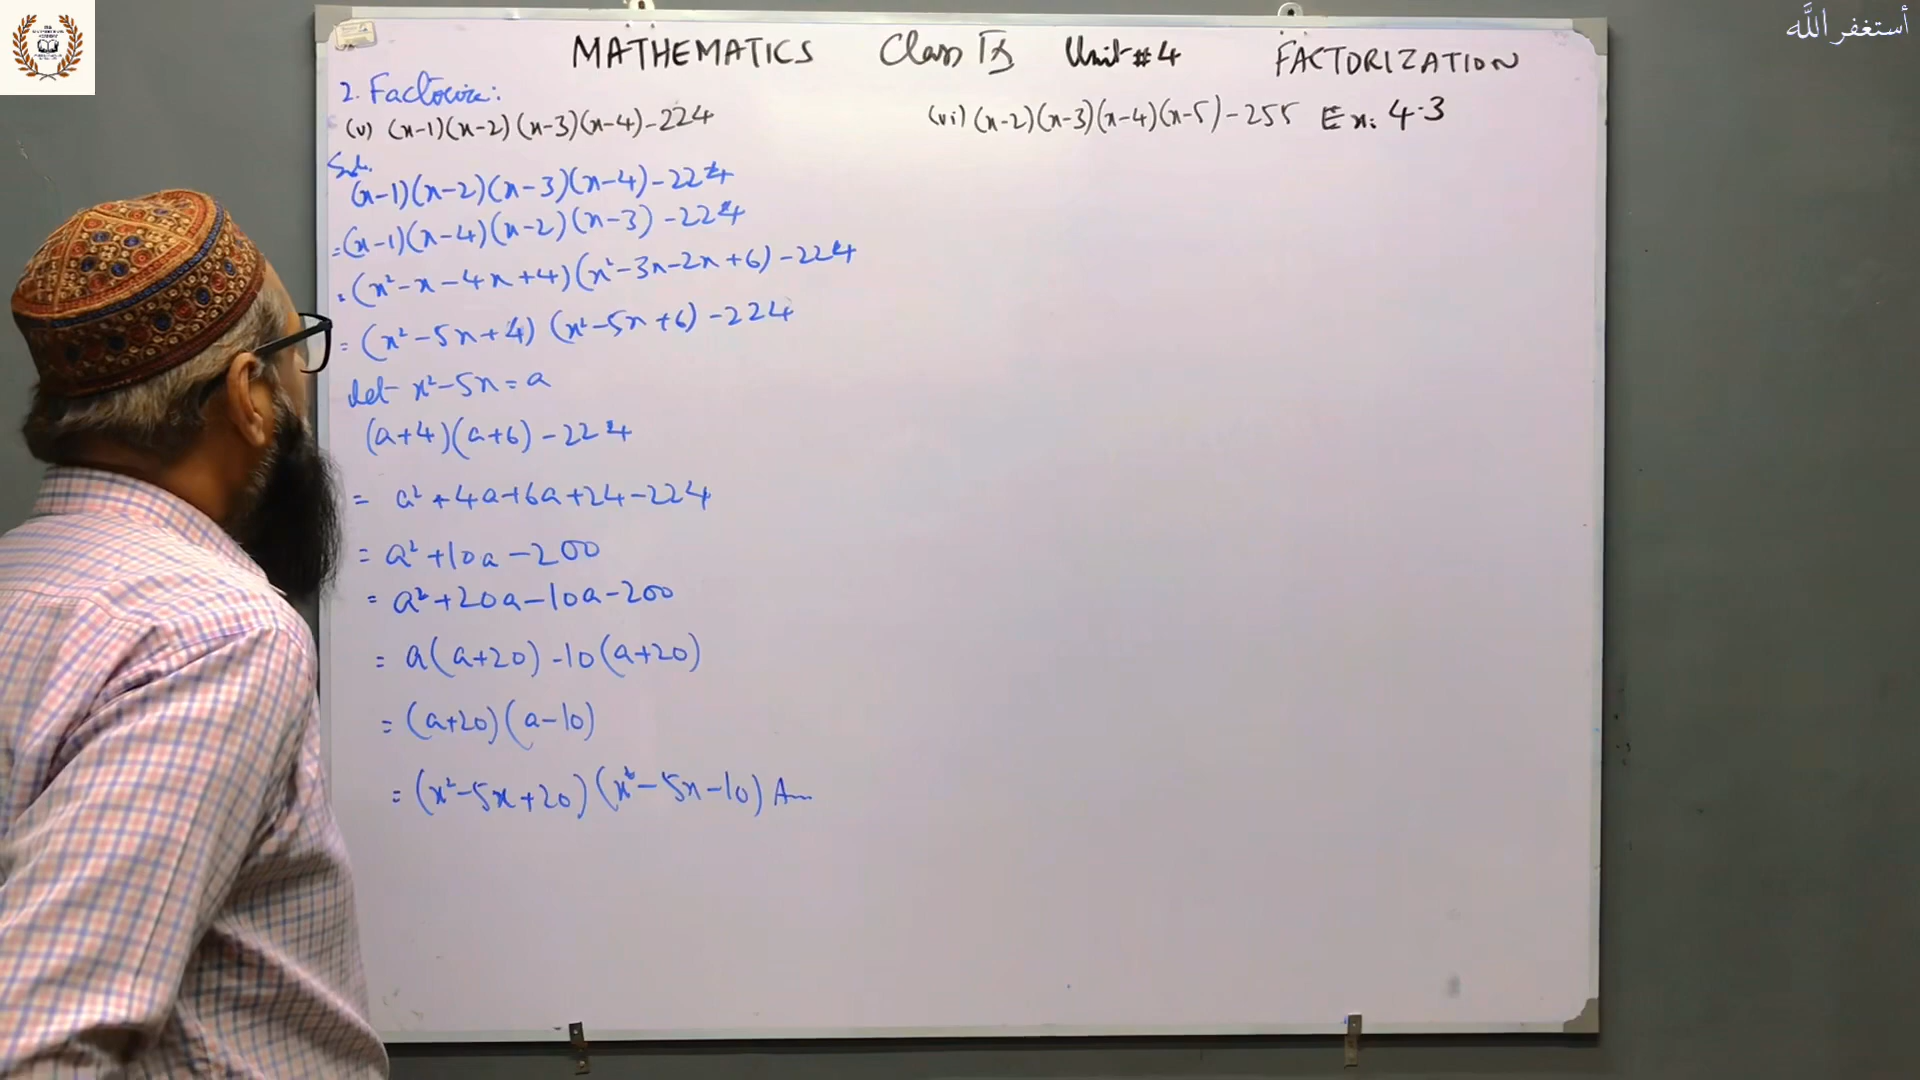 أستغفر الله
MATHEMATICS Class IX Unit #4 FACTORIZATION
2. Factorize:
(v) (x-1)(x-2)(x-3)(x-4)-224
(vi) (x-2)(x-3)(x-4)(x-5)-255 Ex: 4.3
Sol.
(x-1)(x-2)(x-3)(x-4)-224
=(x-1)(x-4)(x-2)(x-3)-224
=(x²-x-4x+4)(x²-3x-2x+6)-224
=(x²-5x+4)(x²-5x+6)-224
Let x²-5x=a
(a+4)(a+6)-224
= a²+4a+6a+24-224
= a²+10a-200
= a²+20a-10a-200
= a(a+20)-10(a+20)
= (a+20)(a-10)
= (x²-5x+20)(x²-5x-10) An